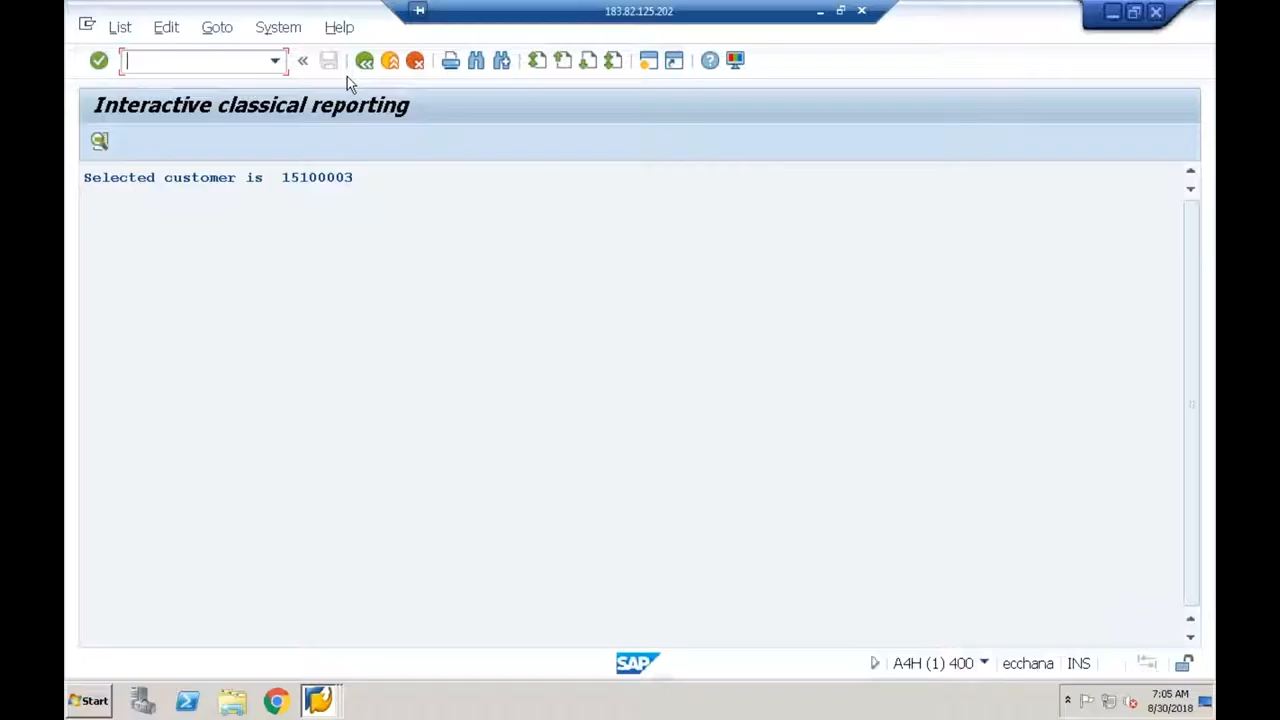 183.82.125.202
List Edit Goto System Help
Interactive classical reporting
Selected customer is 15100003
SAP
A4H (1) 400 ecchana INS
Start
7:05 AM
8/30/2018